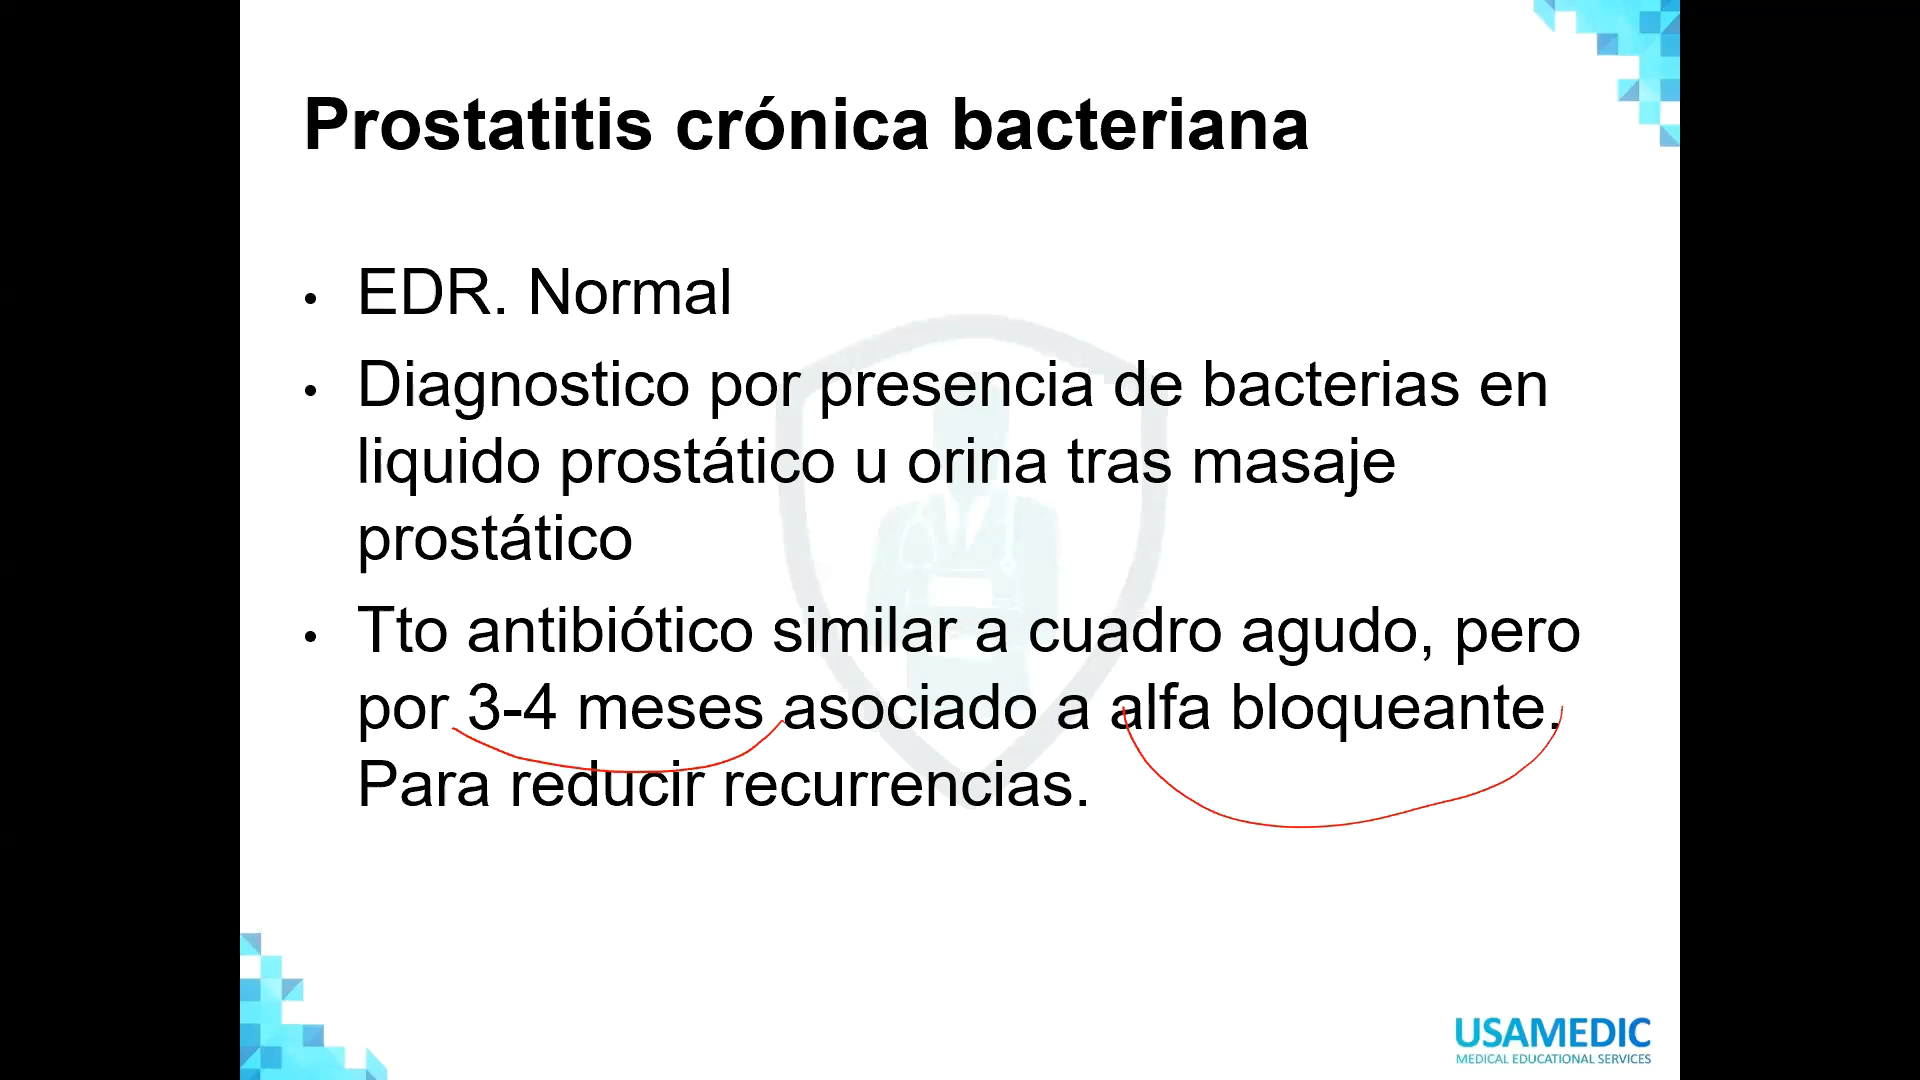 Prostatitis crónica bacteriana
• EDR. Normal
• Diagnostico por presencia de bacterias en
liquido prostático u orina tras masaje
prostático
• Tto antibiótico similar a cuadro agudo, pero
por 3-4 meses asociado a alfa bloqueante.
Para reducir recurrencias.
USAMEDIC
MEDICAL EDUCATIONAL SERVICES